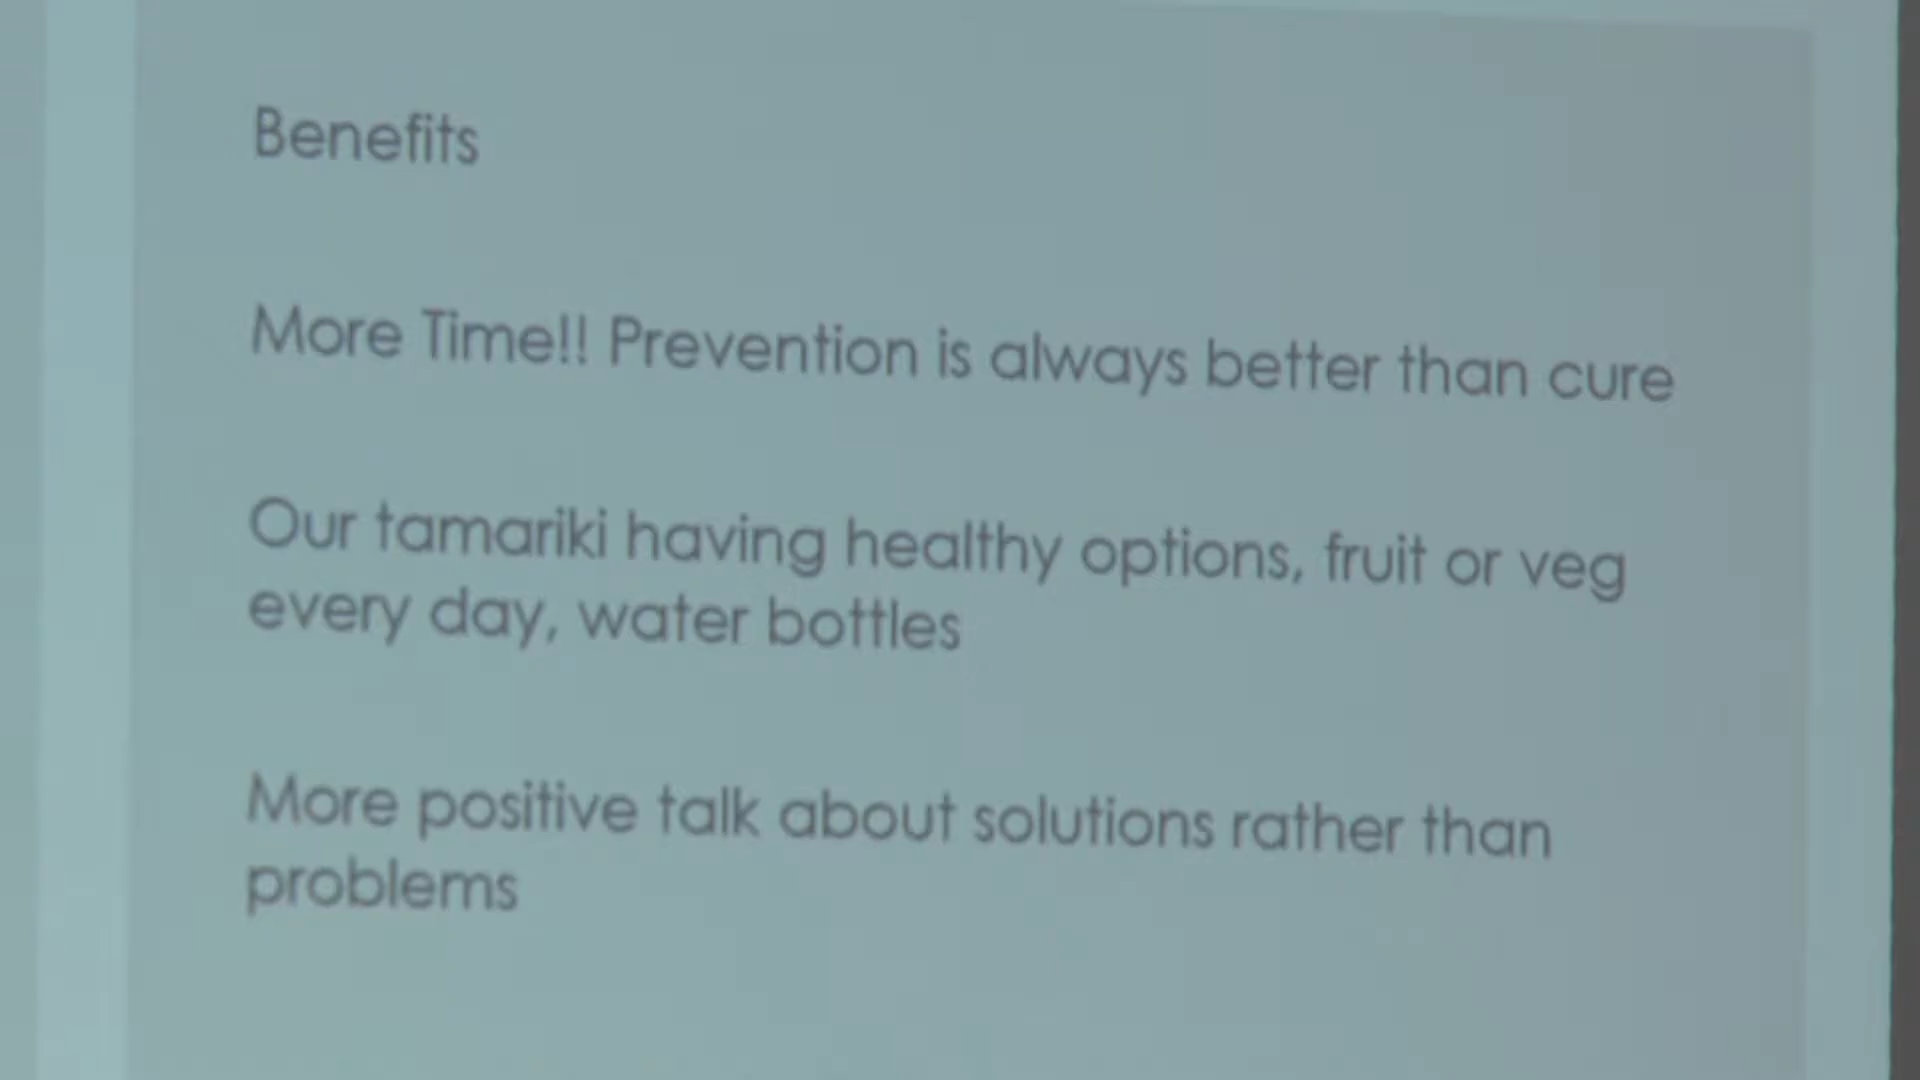 Benefits
More Time!! Prevention is always better than cure
Our tamariki having healthy options, fruit or veg
every day, water bottles
More positive talk about solutions rather than
problems